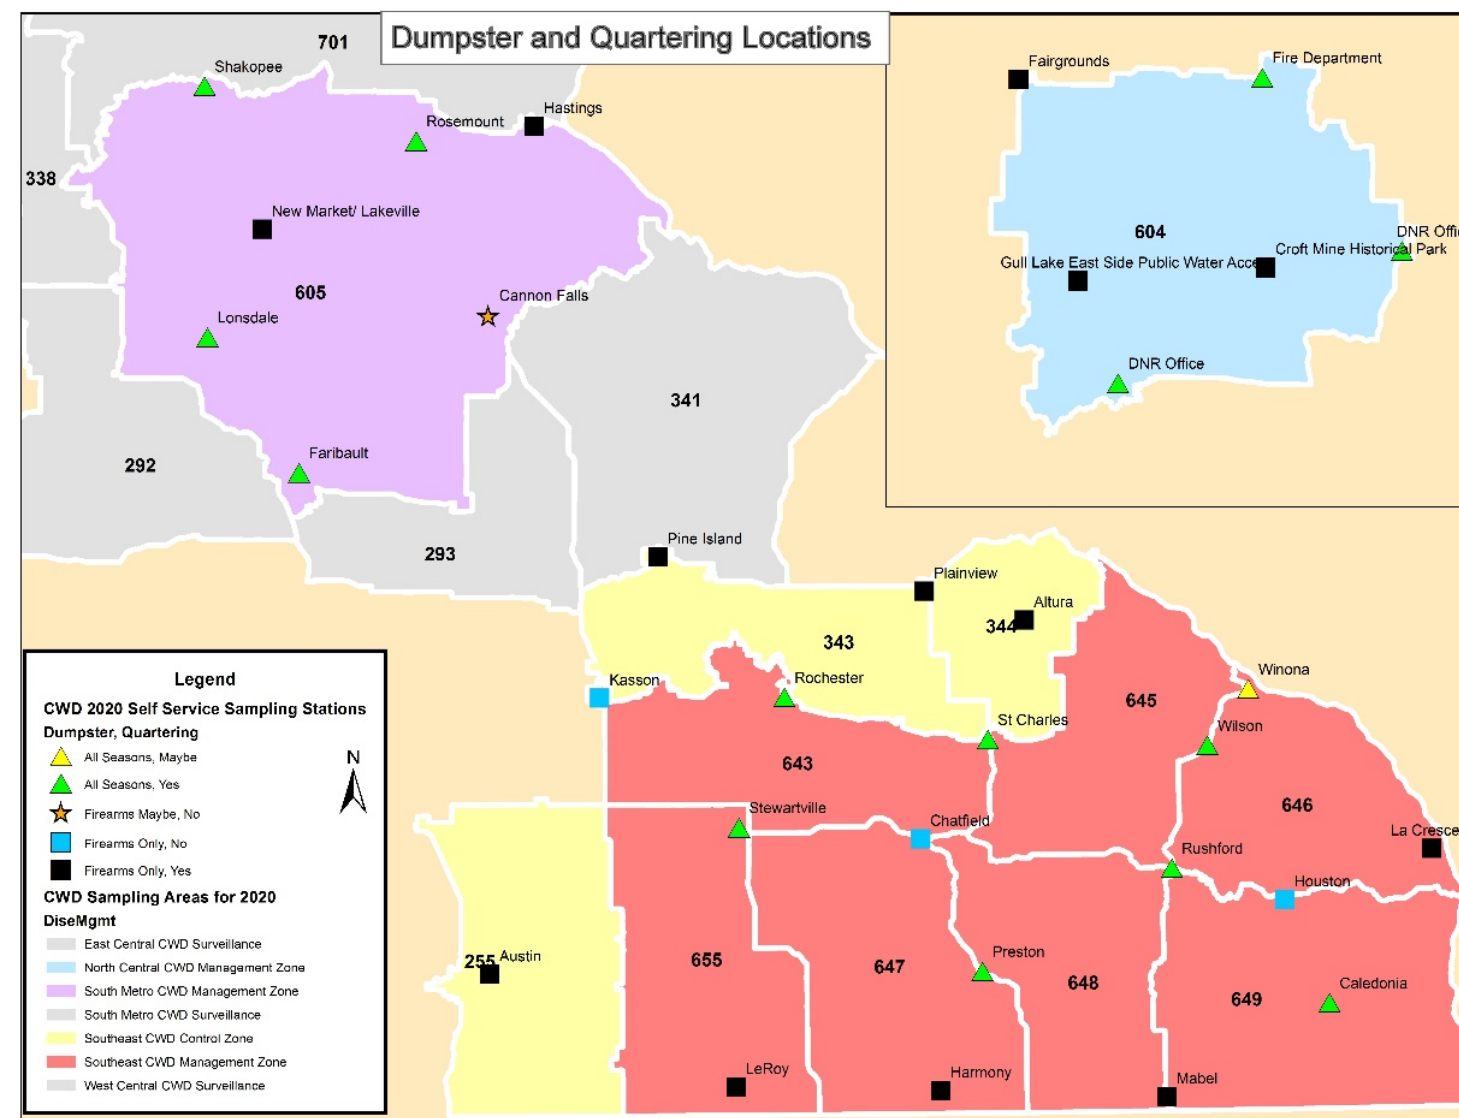 Dumpster and Quartering Locations
701
Shakopee
Hastings
Rosemount
338
New Market/ Lakeville
605
Cannon Falls
Lonsdale
341
292
Faribault
293
Fairgrounds
Fire Department
604
DNR Offic
Croft Mine Historical Park
Gull Lake East Side Public Water Acce
DNR Office
Pine Island
Plainview
Altura
344
343
Kasson
Rochester
St Charles
645
Winona
Wilson
643
646
Stewartville
Chatfield
La Cresce
Rushford
Houston
255
Austin
655
647
Preston
648
649
Caledonia
LeRoy
Harmony
Mabel
Legend
CWD 2020 Self Service Sampling Stations
Dumpster, Quartering
N
All Seasons, Maybe
All Seasons, Yes
Firearms Maybe, No
Firearms Only, No
Firearms Only, Yes
CWD Sampling Areas for 2020
DiseMgmt
East Central CWD Surveillance
North Central CWD Management Zone
South Metro CWD Management Zone
South Metro CWD Surveillance
Southeast CWD Control Zone
Southeast CWD Management Zone
West Central CWD Surveillance